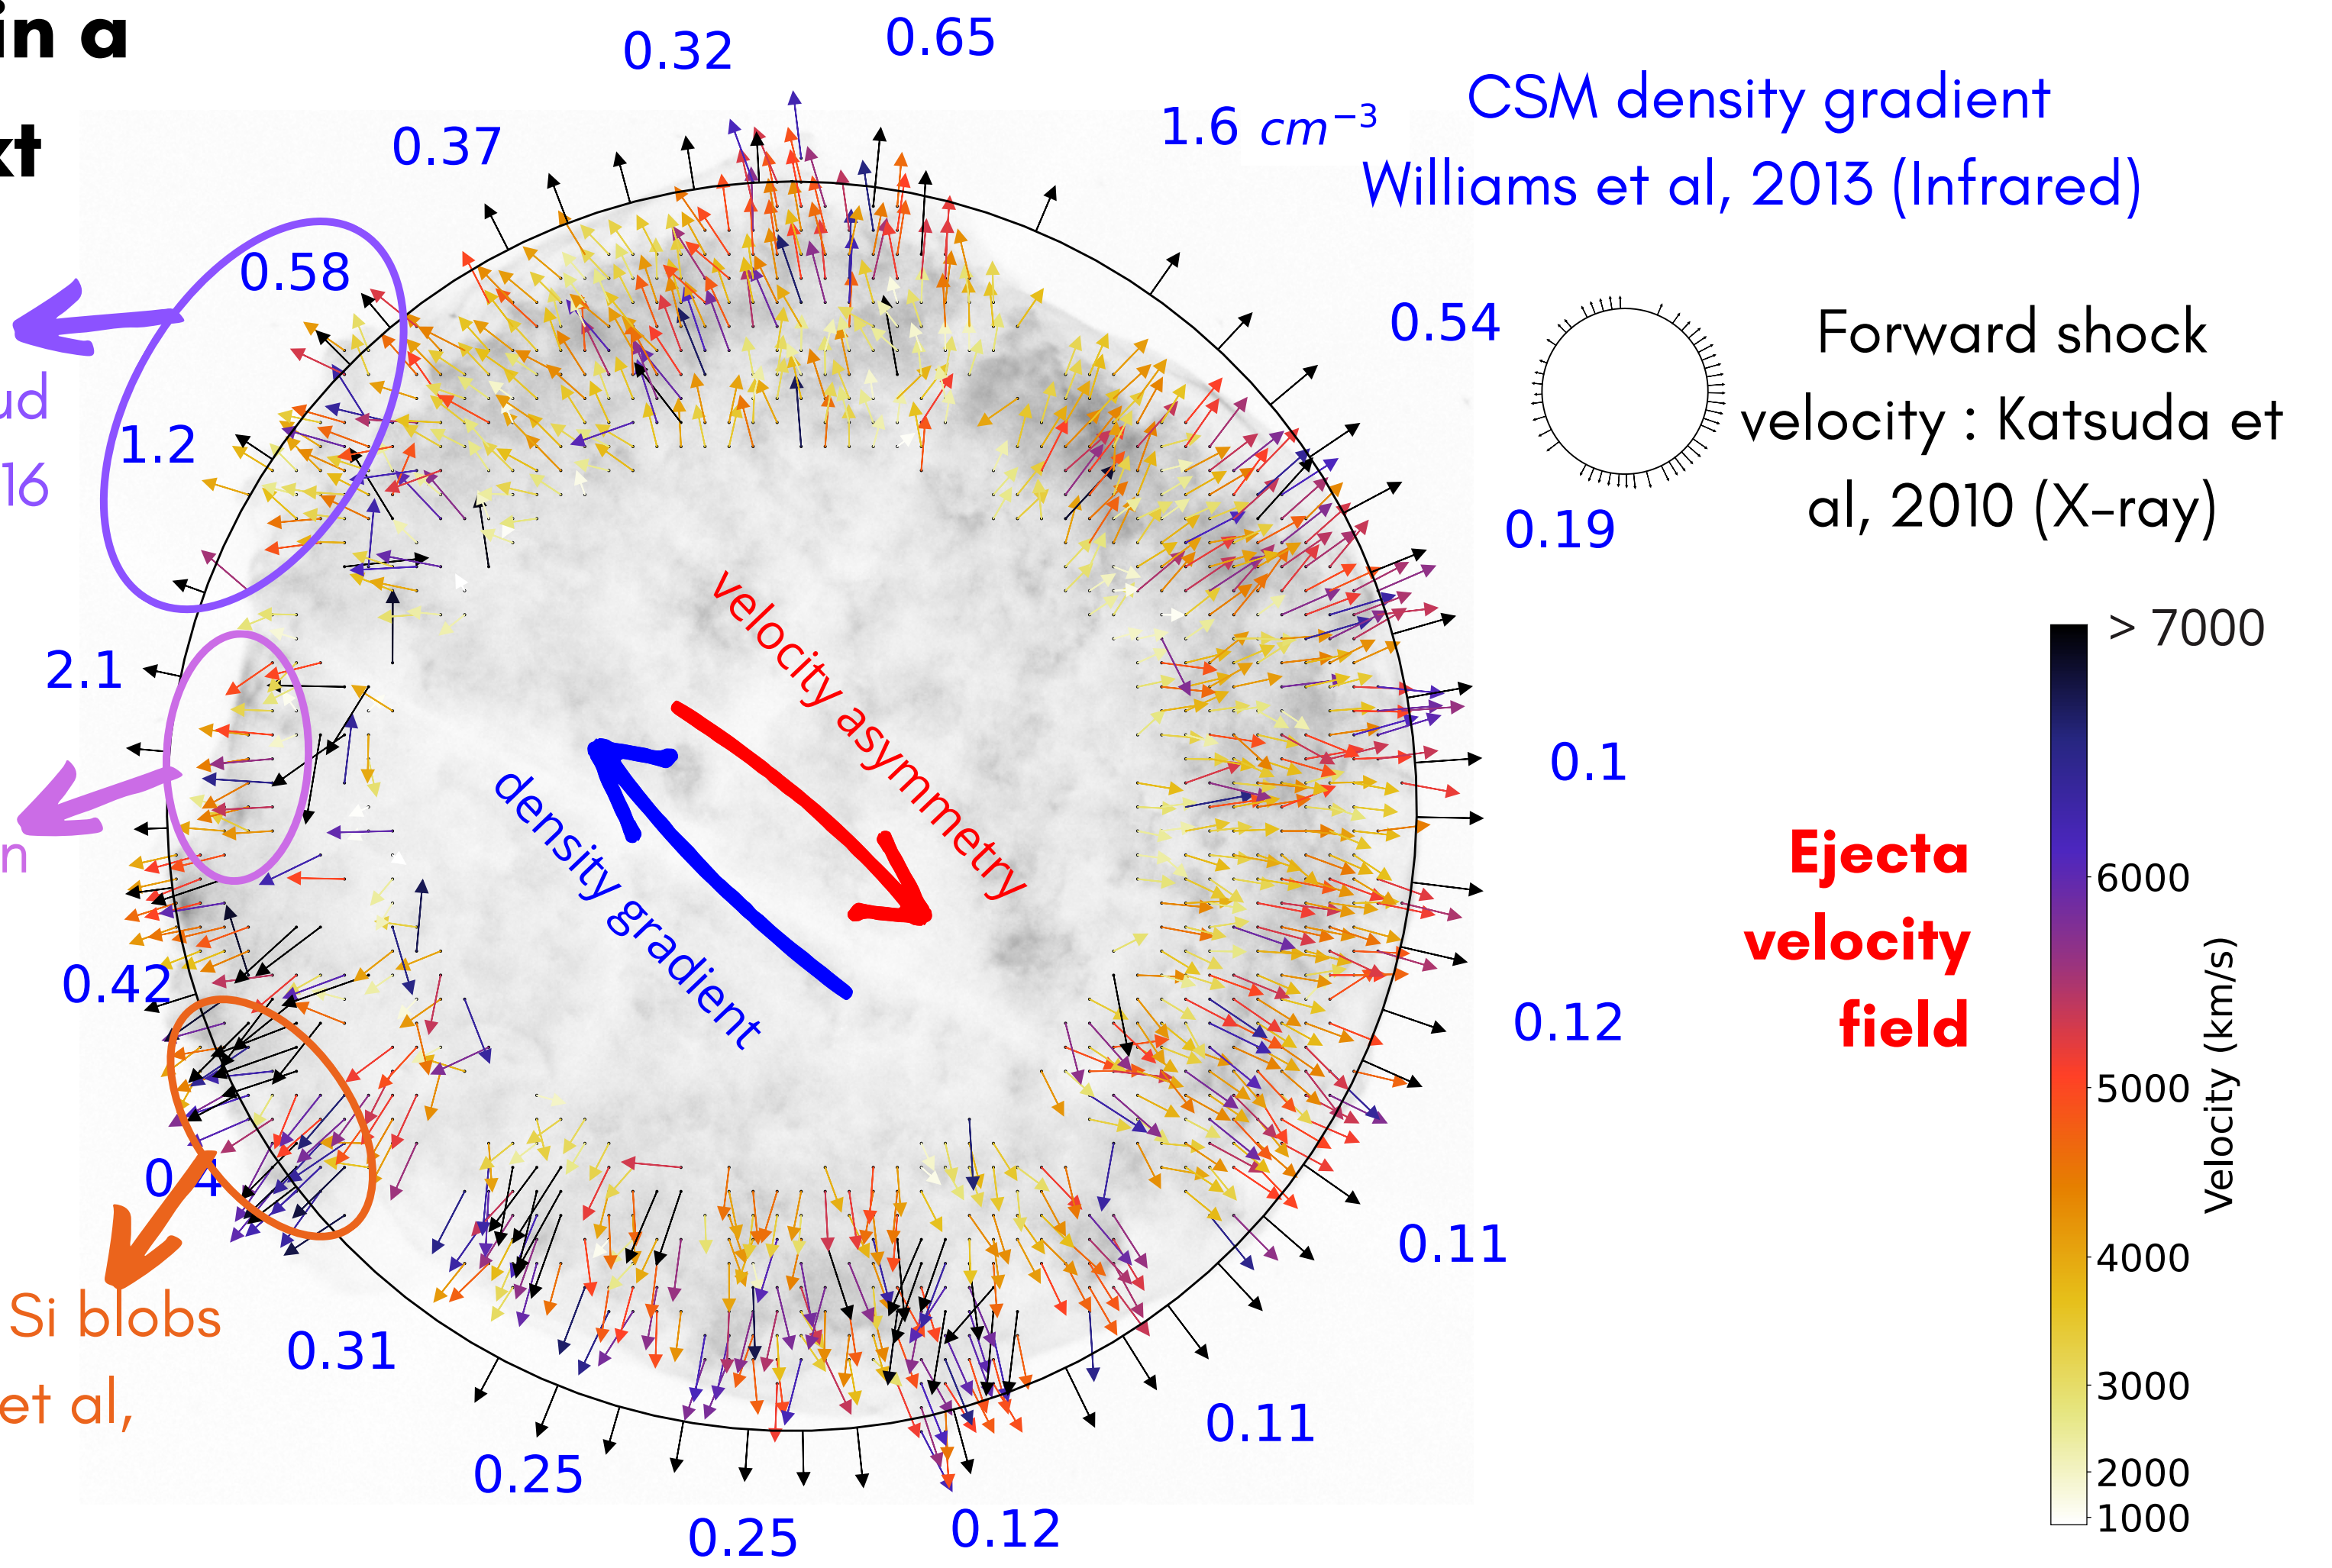 in a
xt
0.32
0.65
0.37
1.6 cm⁻³
CSM density gradient
Williams et al, 2013 (Infrared)
0.58
0.54
Forward shock
velocity : Katsuda et
al, 2010 (X-ray)
ud
16
1.2
0.19
> 7000
2.1
velocity asymmetry
density gradient
0.1
Ejecta
velocity
field
6000
5000
4000
3000
2000
1000
Velocity (km/s)
n
0.42
0.12
0.4
0.11
Si blobs
et al,
0.31
0.11
0.25
0.25
0.12